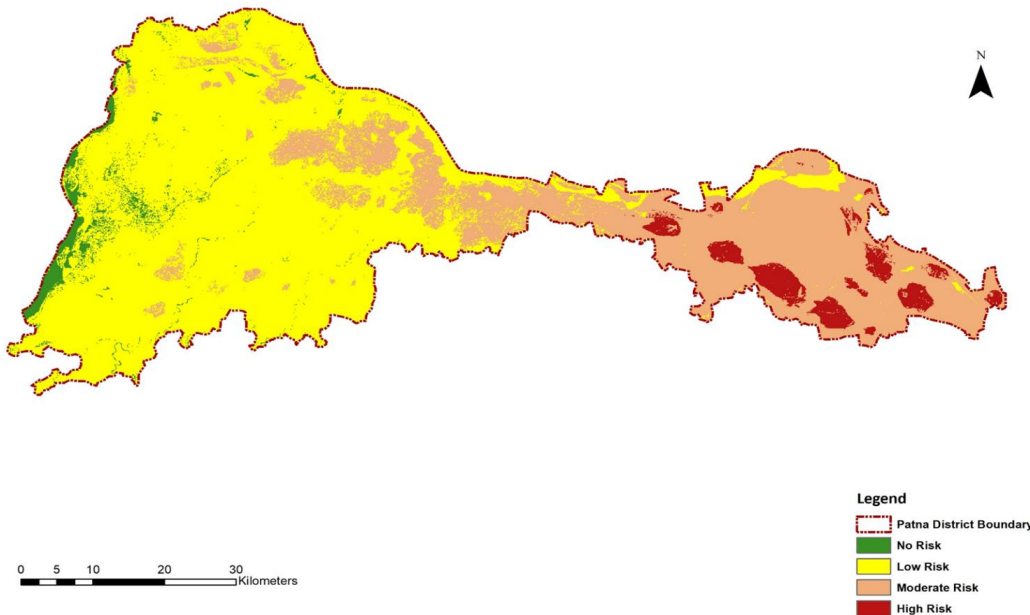 N
Legend
Patna District Boundary
No Risk
Low Risk
Moderate Risk
High Risk
0 5 10 20 30
Kilometers